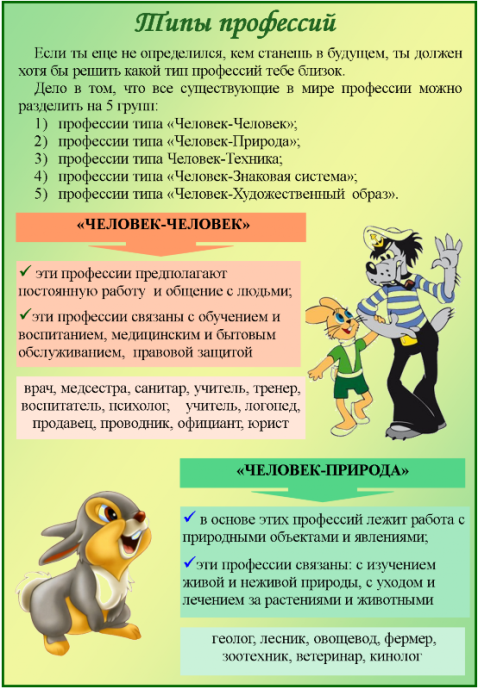 Типы профессий
Если ты еще не определился, кем станешь в будущем, ты должен
хотя бы решить какой тип профессий тебе близок.
Дело в том, что все существующие в мире профессии можно
разделить на 5 групп:
1) профессии типа «Человек-Человек»;
2) профессии типа «Человек-Природа»;
3) профессии типа Человек-Техника;
4) профессии типа «Человек-Знаковая система»;
5) профессии типа «Человек-Художественный образ».
«ЧЕЛОВЕК-ЧЕЛОВЕК»
✓ эти профессии предполагают
постоянную работу и общение с людьми;
✓эти профессии связаны с обучением и
воспитанием, медицинским и бытовым
обслуживанием, правовой защитой
врач, медсестра, санитар, учитель, тренер,
воспитатель, психолог, учитель, логопед,
продавец, проводник, официант, юрист
«ЧЕЛОВЕК-ПРИРОДА»
✓ в основе этих профессий лежит работа с
природными объектами и явлениями;
✓эти профессии связаны: с изучением
живой и неживой природы, с уходом и
лечением за растениями и животными
геолог, лесник, овощевод, фермер,
зоотехник, ветеринар, кинолог